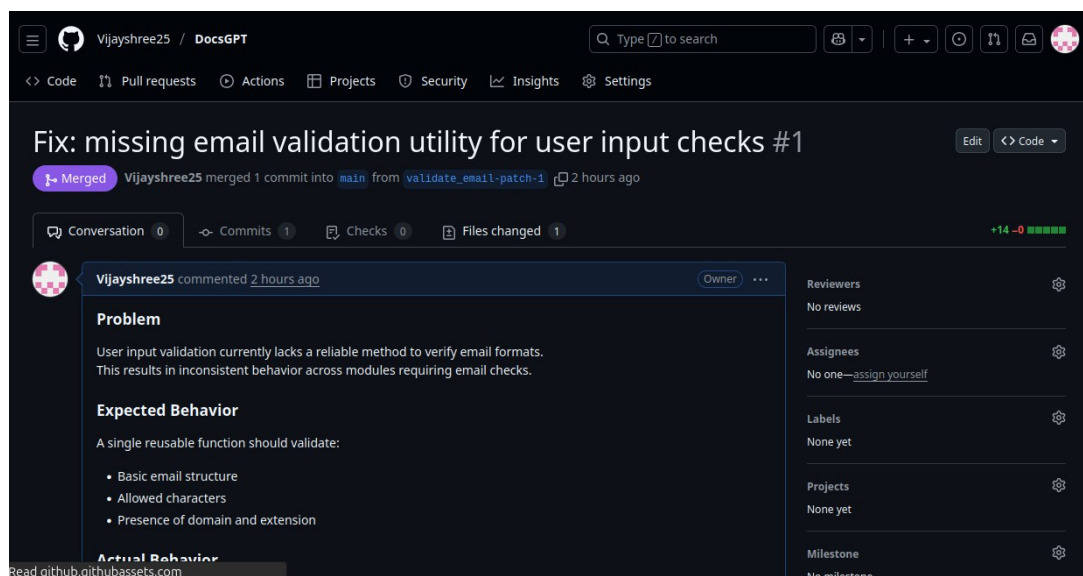 Vijayshree25 / DocsGPT
Type / to search
Code
Pull requests
Actions
Projects
Security
Insights
Settings
Fix: missing email validation utility for user input checks #1
Edit
<> Code
Merged
Vijayshree25 merged 1 commit into main from validate_email-patch-1 2 hours ago
Conversation 0
Commits 1
Checks 0
Files changed 1
+14 −0
Vijayshree25 commented 2 hours ago
Owner
Problem
User input validation currently lacks a reliable method to verify email formats.
This results in inconsistent behavior across modules requiring email checks.
Expected Behavior
A single reusable function should validate:
• Basic email structure
• Allowed characters
• Presence of domain and extension
Actual Behavior
Reviewers
No reviews
Assignees
No one—assign yourself
Labels
None yet
Projects
None yet
Milestone
No milestone
Read github.githubassets.com